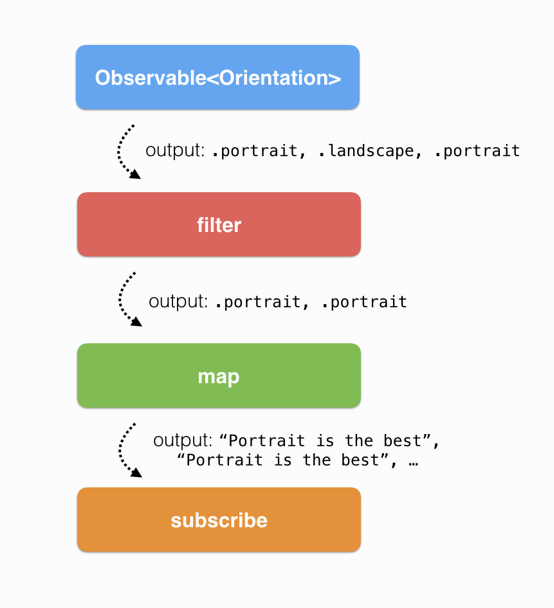 Observable<Orientation>
output: .portrait, .landscape, .portrait
filter
output: .portrait, .portrait
map
output: “Portrait is the best”,
“Portrait is the best”, …
subscribe